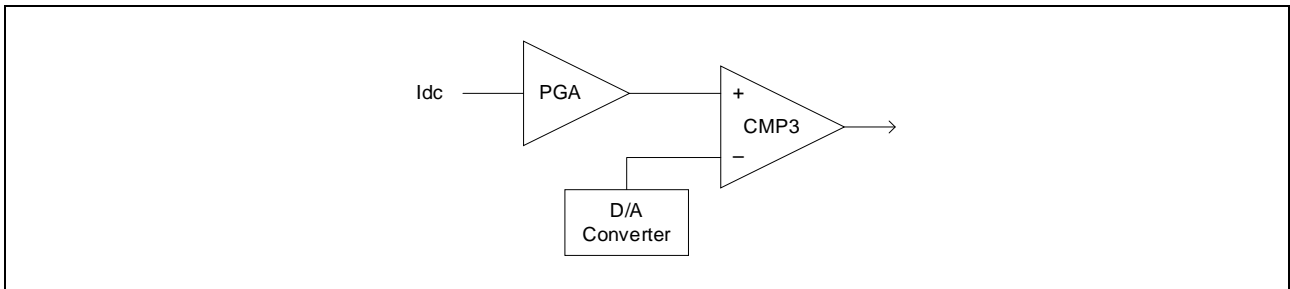 Idc
PGA
+
CMP3
−
D/A
Converter